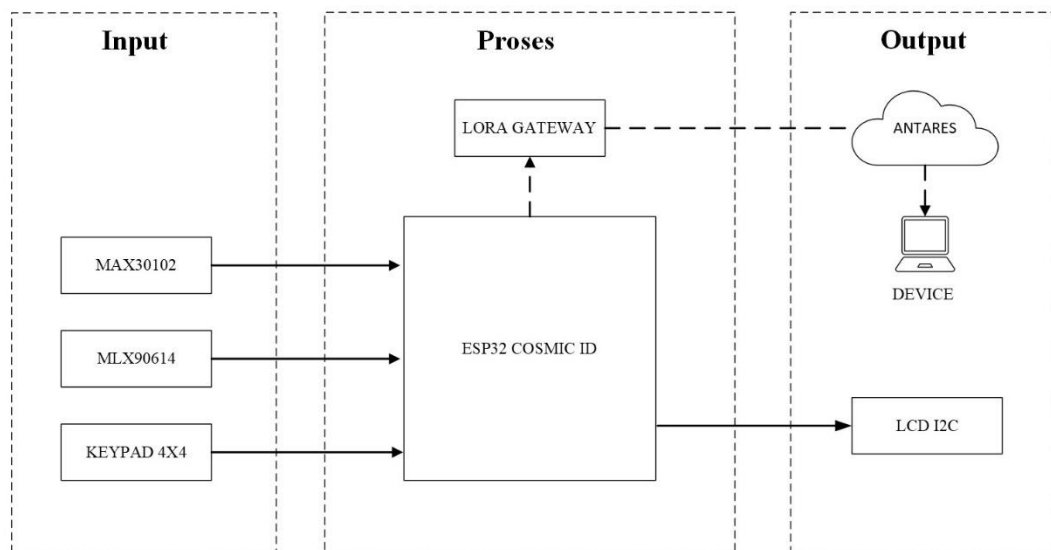 Input
Proses
Output
LORA GATEWAY
ANTARES
MAX30102
DEVICE
MLX90614
ESP32 COSMIC ID
LCD I2C
KEYPAD 4X4